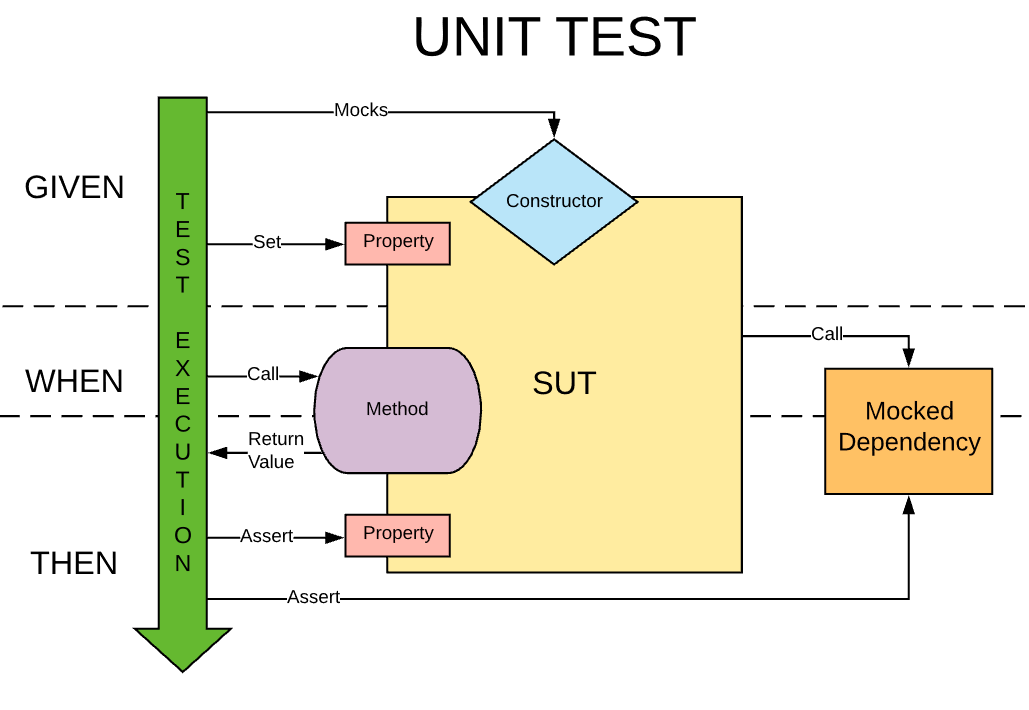 UNIT TEST
Mocks
GIVEN
Constructor
Set
Property
TEST EXECUTION
Call
WHEN
Call
SUT
Method
Mocked
Dependency
Return
Value
Assert
Property
THEN
Assert